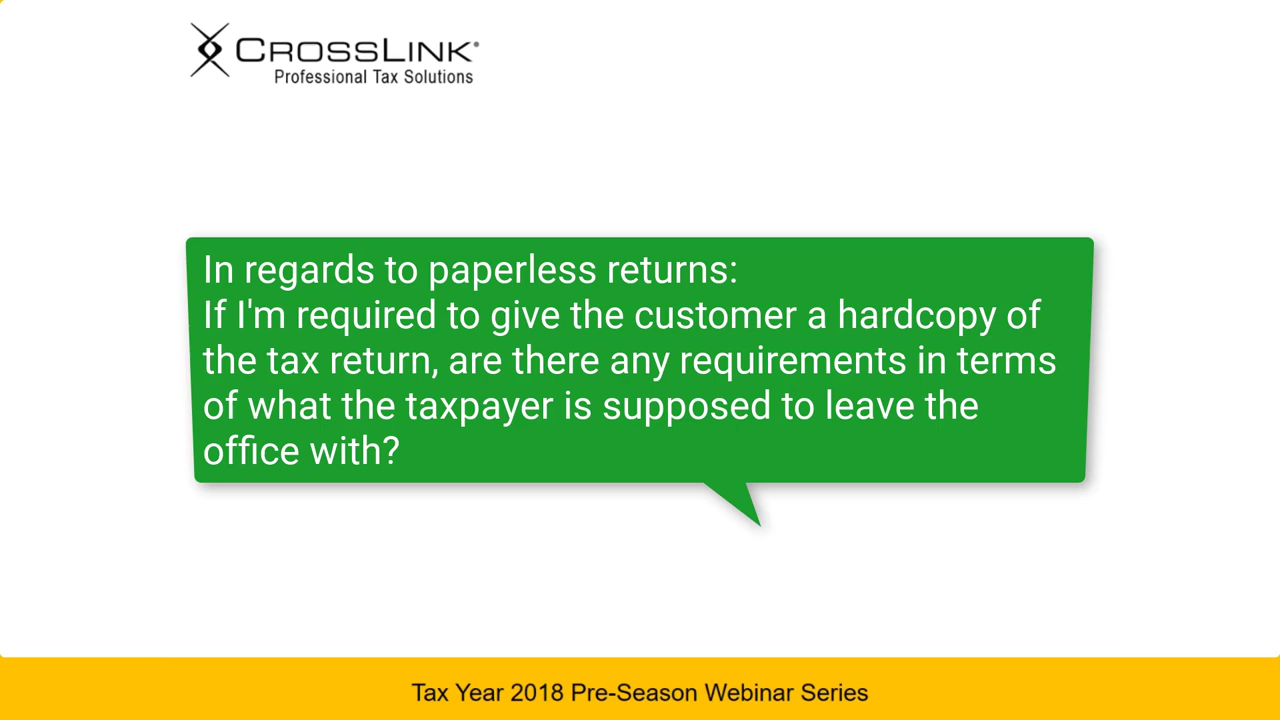 CROSSLINK®
Professional Tax Solutions
In regards to paperless returns:
If I'm required to give the customer a hardcopy of
the tax return, are there any requirements in terms
of what the taxpayer is supposed to leave the
office with?
Tax Year 2018 Pre-Season Webinar Series